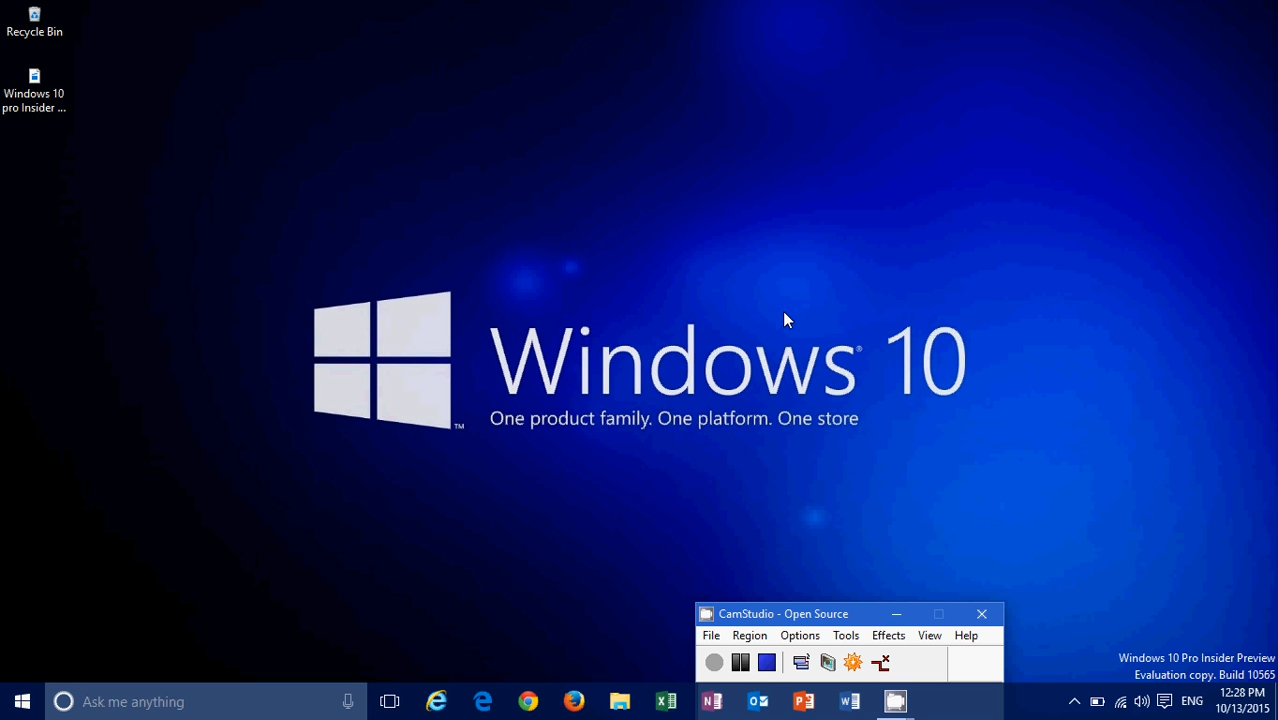 Recycle Bin
Windows 10
pro Insider ...
Windows® 10
™
One product family. One platform. One store
CamStudio - Open Source
File Region Options Tools Effects View Help
Windows 10 Pro Insider Preview
Evaluation copy. Build 10565
Ask me anything
ENG
12:28 PM
10/13/2015